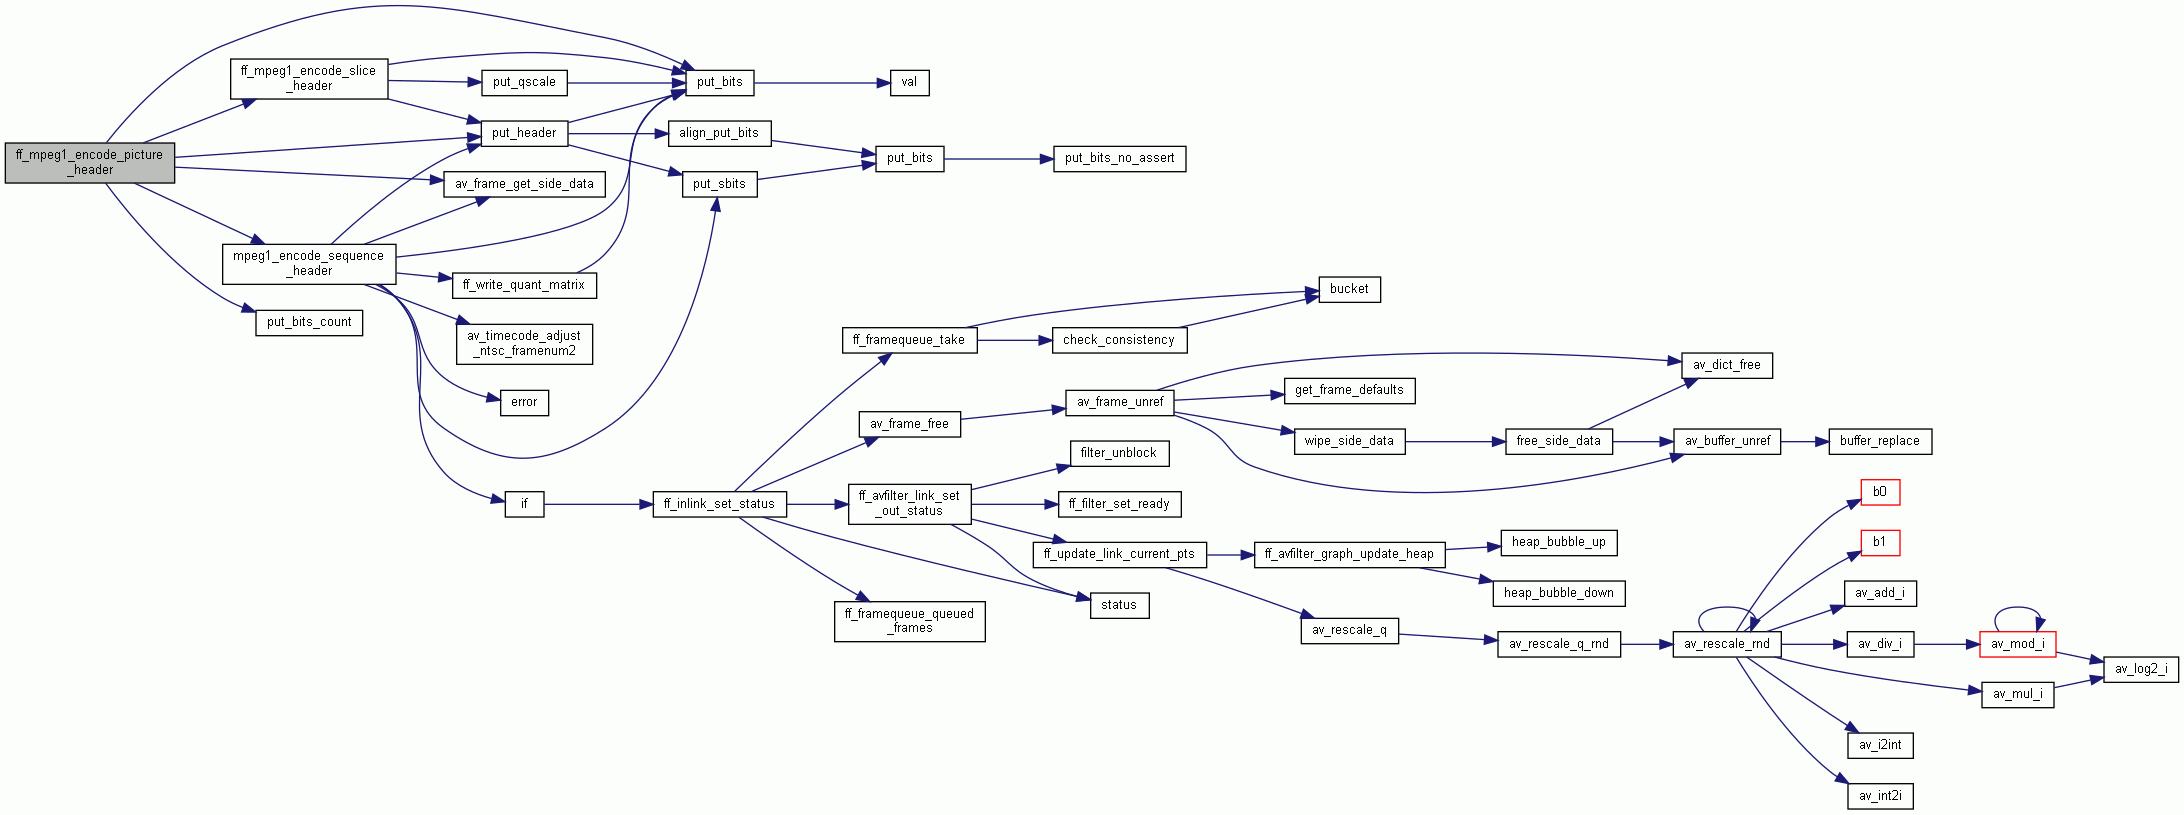 ff_mpeg1_encode_picture
_header
ff_mpeg1_encode_slice
_header
put_qscale
put_bits
val
put_header
align_put_bits
put_bits
put_bits_no_assert
av_frame_get_side_data
put_sbits
mpeg1_encode_sequence
_header
ff_write_quant_matrix
put_bits_count
av_timecode_adjust
_ntsc_framenum2
error
if
ff_inlink_set_status
ff_framequeue_take
bucket
check_consistency
av_frame_free
av_frame_unref
get_frame_defaults
av_dict_free
wipe_side_data
free_side_data
av_buffer_unref
buffer_replace
ff_avfilter_link_set
_out_status
filter_unblock
ff_filter_set_ready
ff_update_link_current_pts
ff_avfilter_graph_update_heap
heap_bubble_up
heap_bubble_down
status
ff_framequeue_queued
_frames
av_rescale_q
av_rescale_q_rnd
av_rescale_rnd
b0
b1
av_add_i
av_div_i
av_mod_i
av_log2_i
av_mul_i
av_i2int
av_int2i